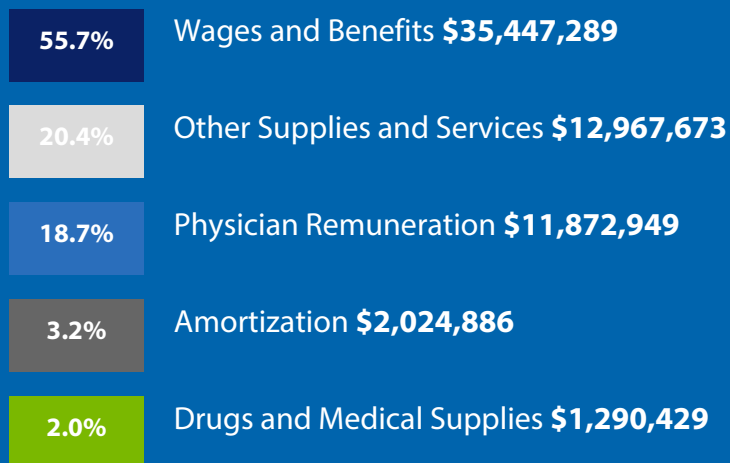 55.7% Wages and Benefits $35,447,289
20.4% Other Supplies and Services $12,967,673
18.7% Physician Remuneration $11,872,949
3.2% Amortization $2,024,886
2.0% Drugs and Medical Supplies $1,290,429